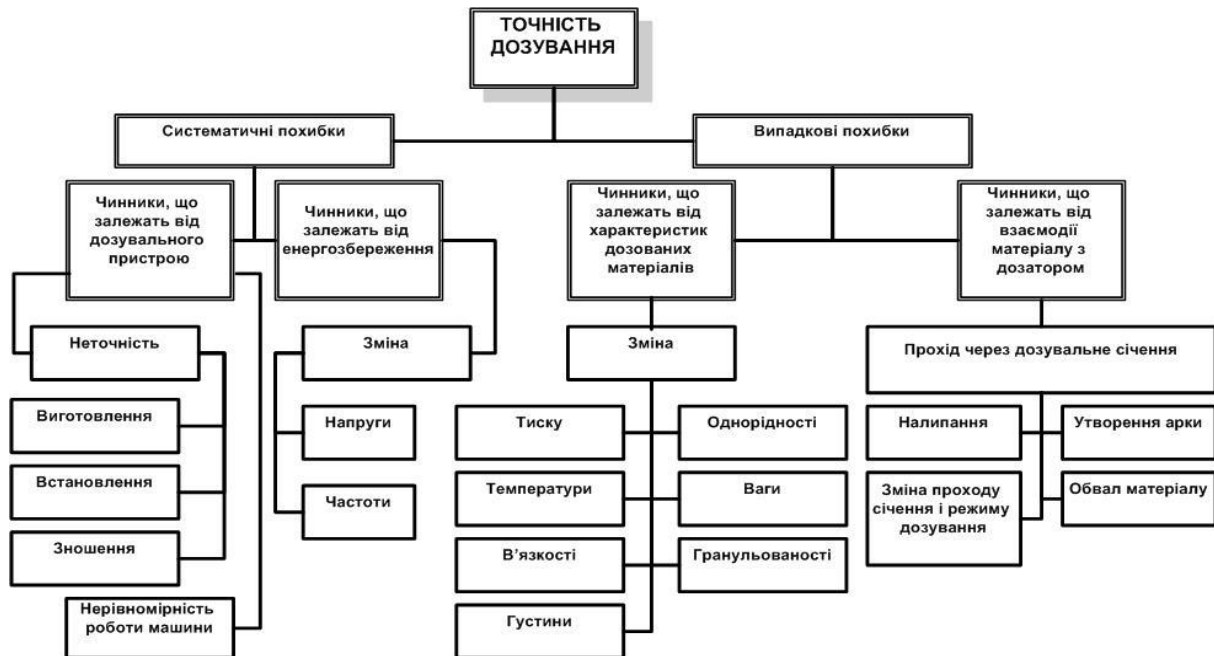 ТОЧНІСТЬ
ДОЗУВАННЯ
Систематичні похибки
Випадкові похибки
Чинники, що
залежать від
дозувального
пристрою
Чинники, що
залежать від
енергозбереження
Чинники, що
залежать від
характеристик
дозованих
матеріалів
Чинники, що
залежать від
взаємодії
матеріалу з
дозатором
Неточність
Зміна
Зміна
Прохід через дозувальне січення
Виготовлення
Встановлення
Зношення
Нерівномірність
роботи машини
Напруги
Частоти
Тиску
Однорідності
Температури
Ваги
В’язкості
Гранульованості
Густини
Налипання
Утворення арки
Зміна проходу
січення і режиму
дозування
Обвал матеріалу